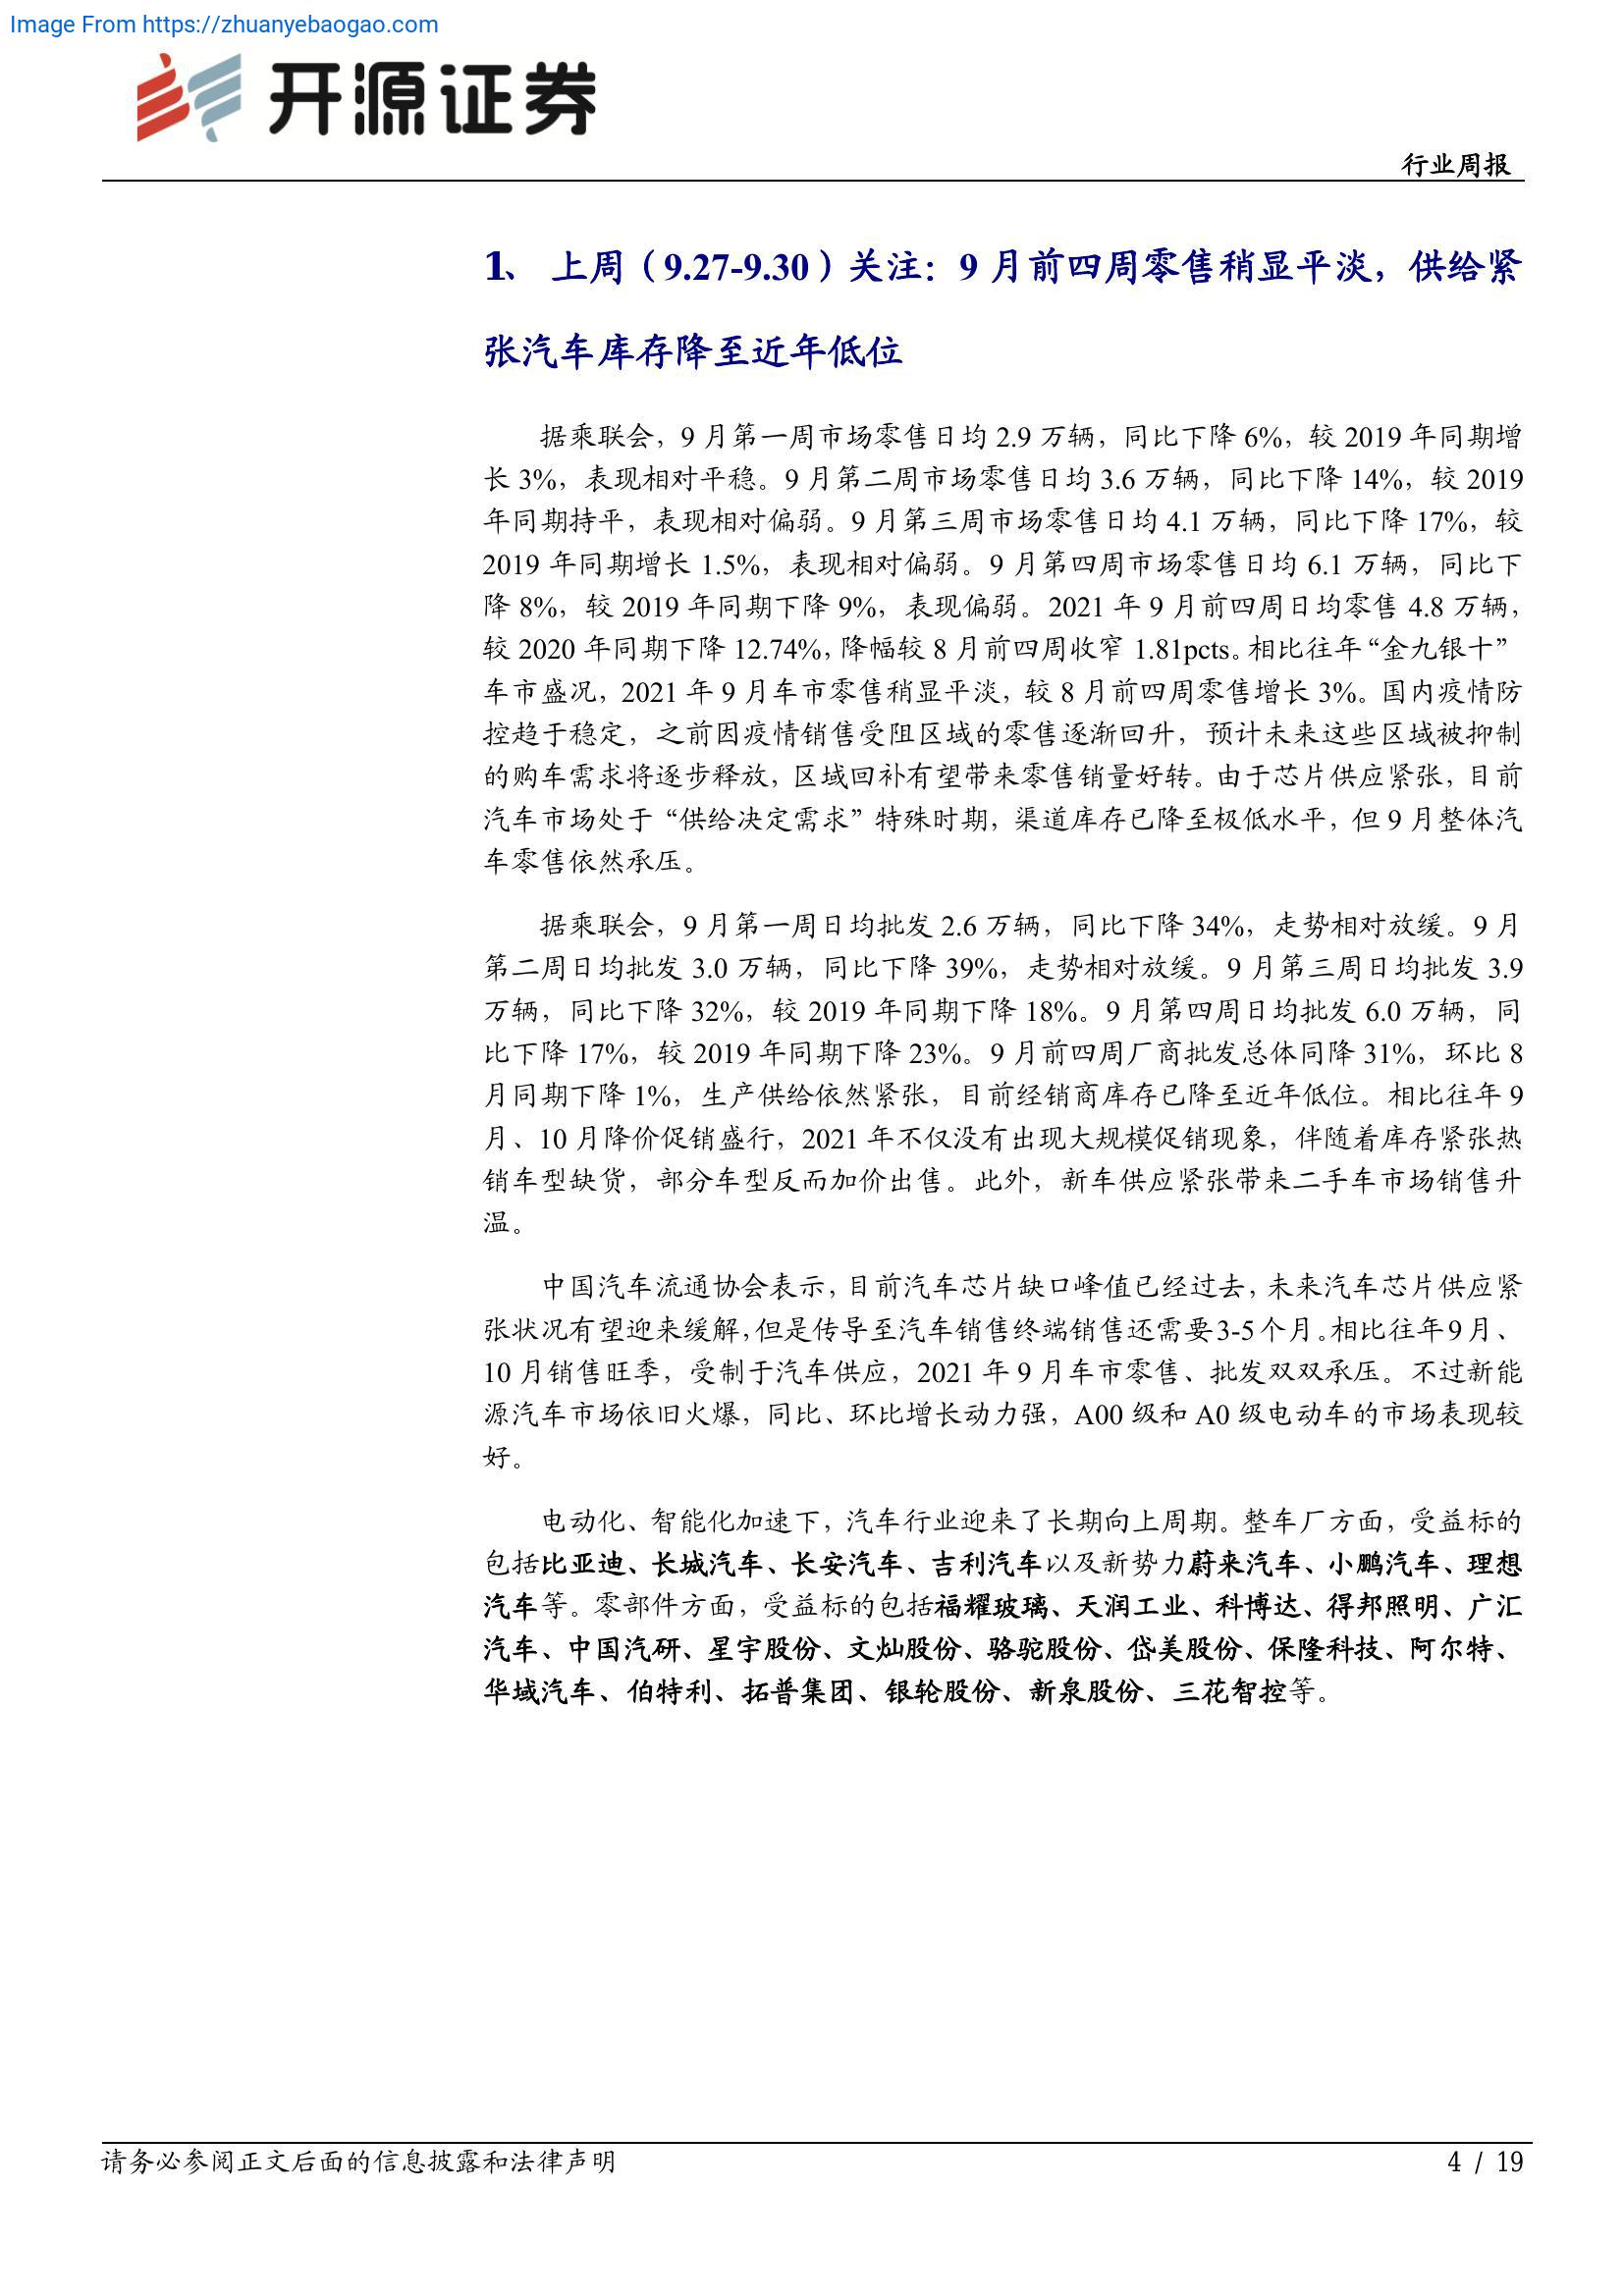 Image From https://zhuanyebaogao.com
开源证券
行业周报
1、 上周（9.27-9.30）关注：9 月前四周零售稍显平淡，供给紧
张汽车库存降至近年低位
据乘联会，9 月第一周市场零售日均 2.9 万辆，同比下降 6%，较 2019 年同期增
长 3%，表现相对平稳。9 月第二周市场零售日均 3.6 万辆，同比下降 14%，较 2019
年同期持平，表现相对偏弱。9 月第三周市场零售日均 4.1 万辆，同比下降 17%，较
2019 年同期增长 1.5%，表现相对偏弱。9 月第四周市场零售日均 6.1 万辆，同比下
降 8%，较 2019 年同期下降 9%，表现偏弱。2021 年 9 月前四周日均零售 4.8 万辆，
较 2020 年同期下降 12.74%，降幅较 8 月前四周收窄 1.81pcts。相比往年“金九银十”
车市盛况，2021 年 9 月车市零售稍显平淡，较 8 月前四周零售增长 3%。国内疫情防
控趋于稳定，之前因疫情销售受阻区域的零售逐渐回升，预计未来这些区域被抑制
的购车需求将逐步释放，区域回补有望带来零售销量好转。由于芯片供应紧张，目前
汽车市场处于“供给决定需求”特殊时期，渠道库存已降至极低水平，但 9 月整体汽
车零售依然承压。
据乘联会，9 月第一周日均批发 2.6 万辆，同比下降 34%，走势相对放缓。9 月
第二周日均批发 3.0 万辆，同比下降 39%，走势相对放缓。9 月第三周日均批发 3.9
万辆，同比下降 32%，较 2019 年同期下降 18%。9 月第四周日均批发 6.0 万辆，同
比下降 17%，较 2019 年同期下降 23%。9 月前四周厂商批发总体同降 31%，环比 8
月同期下降 1%，生产供给依然紧张，目前经销商库存已降至近年低位。相比往年 9
月、10 月降价促销盛行，2021 年不仅没有出现大规模促销现象，伴随着库存紧张热
销车型缺货，部分车型反而加价出售。此外，新车供应紧张带来二手车市场销售升
温。
中国汽车流通协会表示，目前汽车芯片缺口峰值已经过去，未来汽车芯片供应紧
张状况有望迎来缓解，但是传导至汽车销售终端销售还需要3-5个月。相比往年9月、
10 月销售旺季，受制于汽车供应，2021 年 9 月车市零售、批发双双承压。不过新能
源汽车市场依旧火爆，同比、环比增长动力强，A00 级和 A0 级电动车的市场表现较
好。
电动化、智能化加速下，汽车行业迎来了长期向上周期。整车厂方面，受益标的
包括比亚迪、长城汽车、长安汽车、吉利汽车以及新势力蔚来汽车、小鹏汽车、理想
汽车等。零部件方面，受益标的包括福耀玻璃、天润工业、科博达、得邦照明、广汇
汽车、中国汽研、星宇股份、文灿股份、骆驼股份、岱美股份、保隆科技、阿尔特、
华域汽车、伯特利、拓普集团、银轮股份、新泉股份、三花智控等。
请务必参阅正文后面的信息披露和法律声明
4 / 19